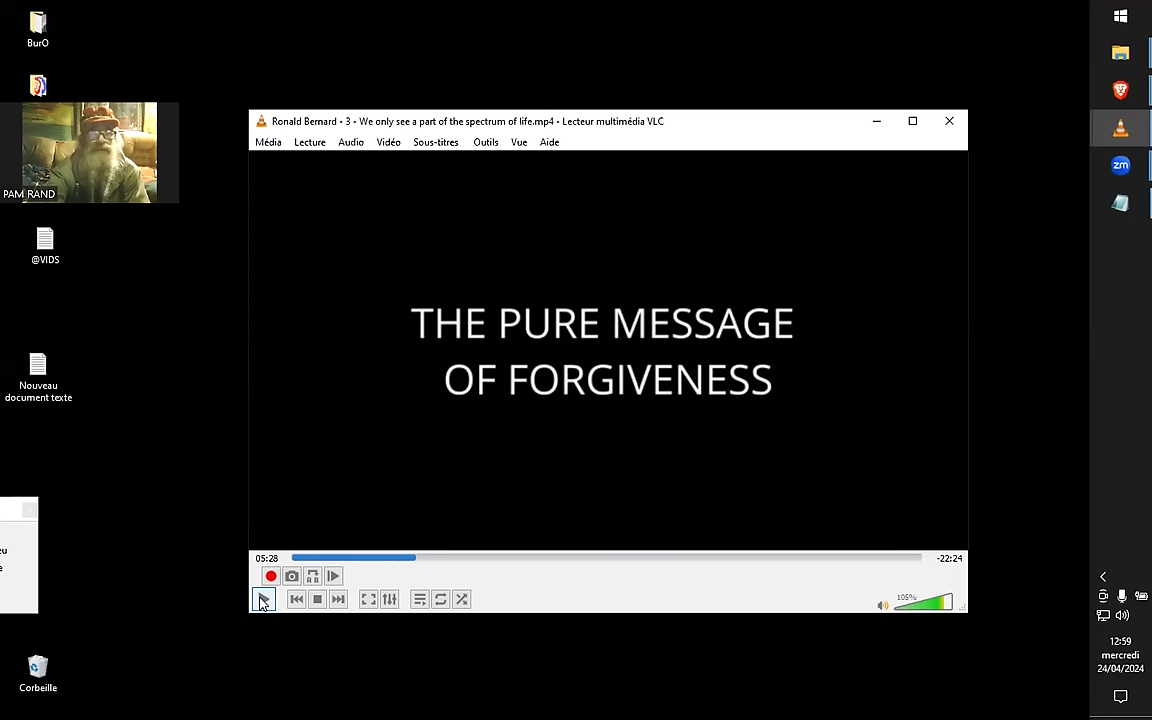 BurO
PAM RAND
@VIDS
Nouveau
document texte
eu
e
Corbeille
Ronald Bernard - 3 - We only see a part of the spectrum of life.mp4 - Lecteur multimédia VLC
Média Lecture Audio Vidéo Sous-titres Outils Vue Aide
THE PURE MESSAGE
OF FORGIVENESS
05:28
-22:24
A B
105%
zm
12:59
mercredi
24/04/2024